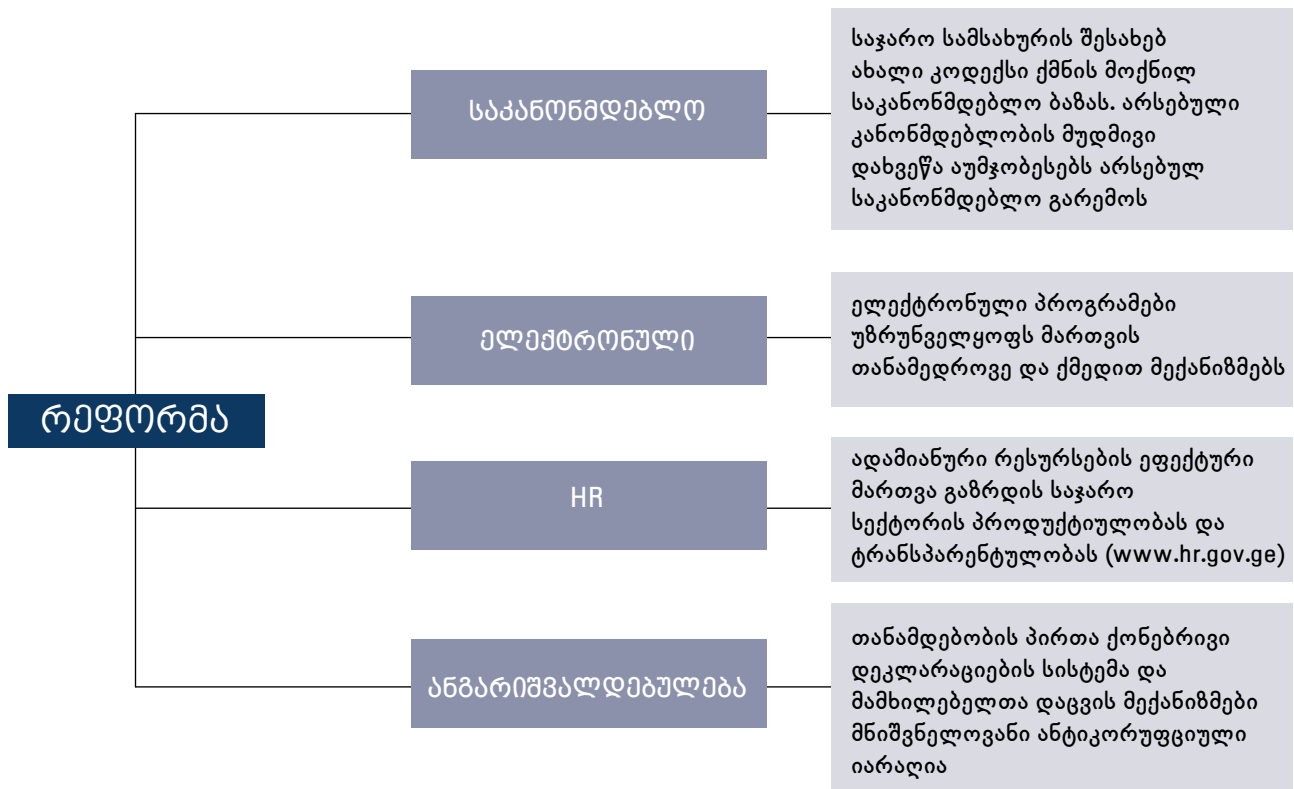 რეფორმა
საკანონმდებლო
საჯარო სამსახურის შესახებ
ახალი კოდექსი ქმნის მოქნილ
საკანონმდებლო ბაზას. არსებული
კანონმდებლობის მუდმივი
დახვეწა აუმჯობესებს არსებულ
საკანონმდებლო გარემოს
ელექტრონული
ელექტრონული პროგრამები
უზრუნველყოფს მართვის
თანამედროვე და ქმედით მექანიზმებს
HR
ადამიანური რესურსების ეფექტური
მართვა გაზრდის საჯარო
სექტორის პროდუქტიულობას და
ტრანსპარენტულობას (www.hr.gov.ge)
ანგარიშვალდებულება
თანამდებობის პირთა ქონებრივი
დეკლარაციების სისტემა და
მამხილებელთა დაცვის მექანიზმები
მნიშვნელოვანი ანტიკორუფციული
იარაღია